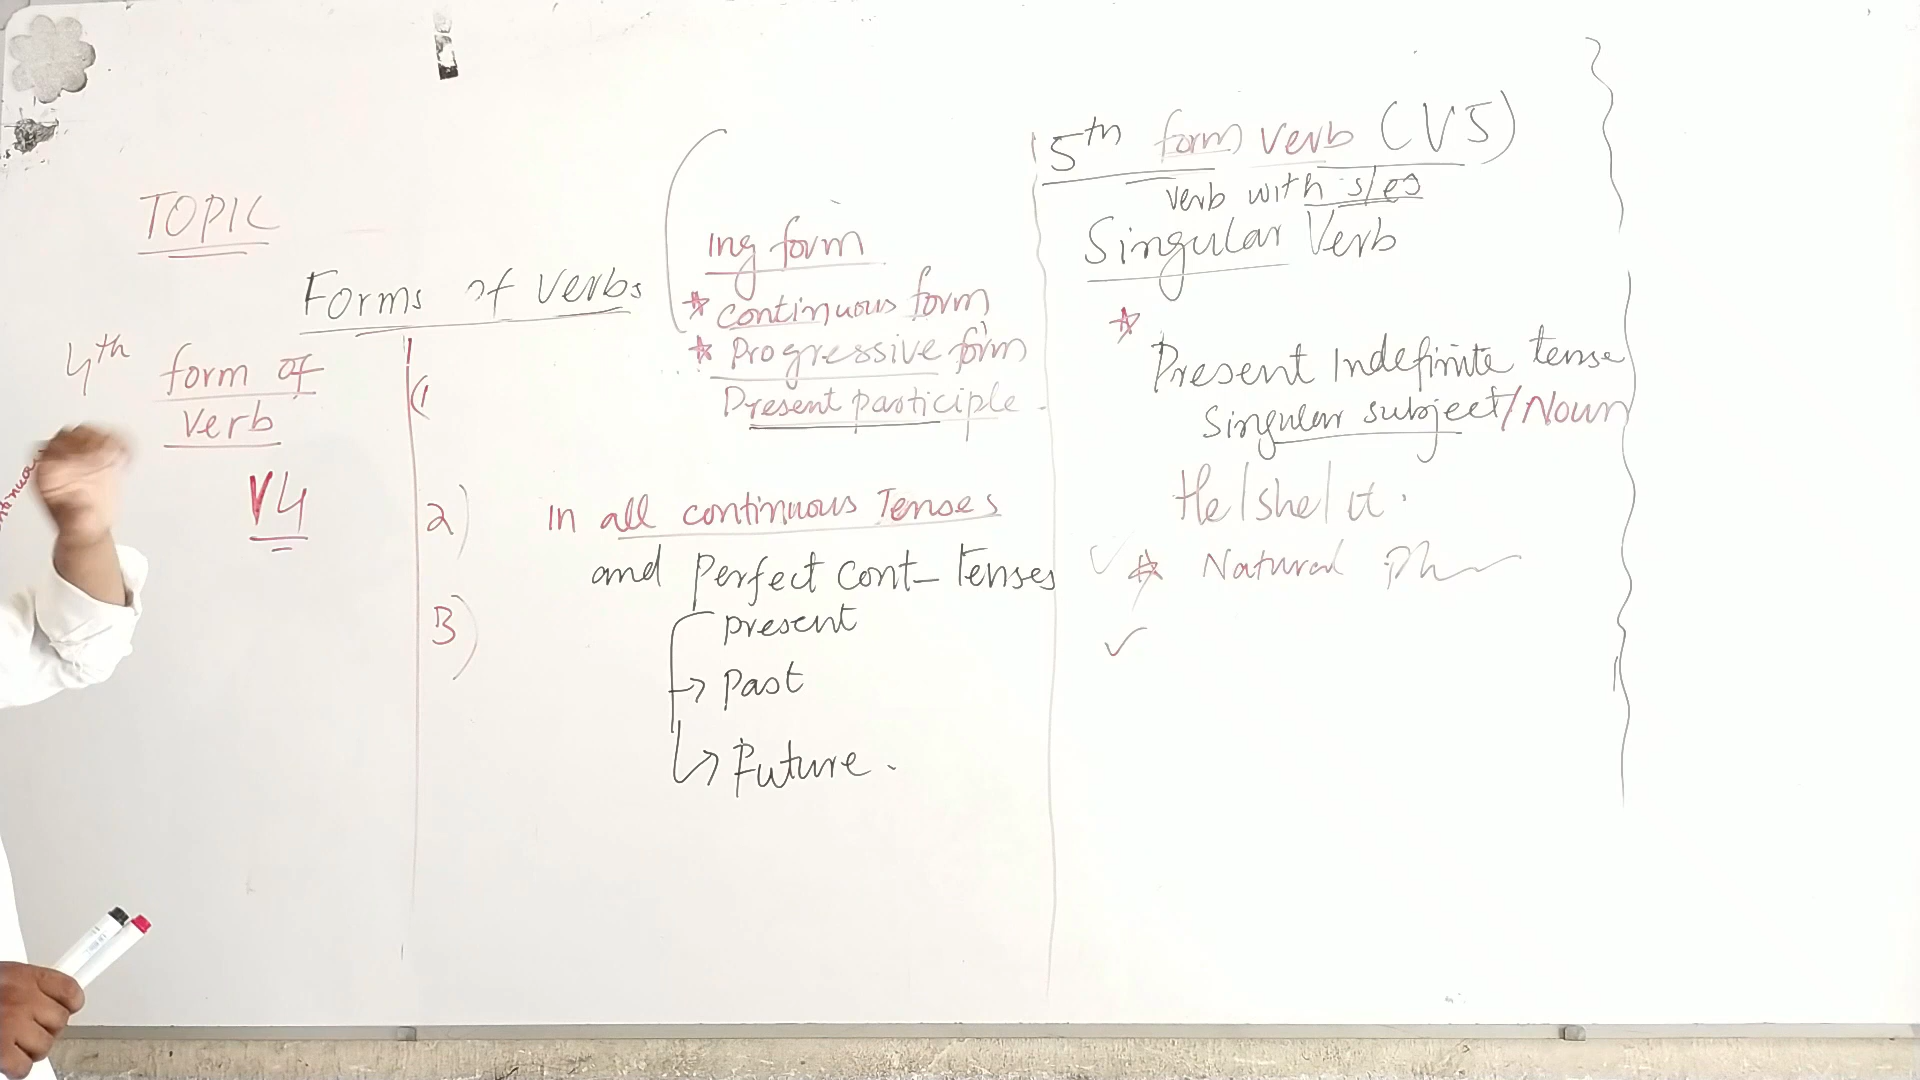 TOPIC
Forms of verbs
4th form of
verb
V4
Ing form
* continuous form
* Progressive form
Present participle
(1
2)
In all continuous Tenses
and perfect cont- Tenses
3)
present
→ past
→ Future.
5th form verb (V5)
verb with s/es
Singular Verb
*
Present Indefinite tense
Singular subject/Noun
He/she/it.
✓ * Natural
✓